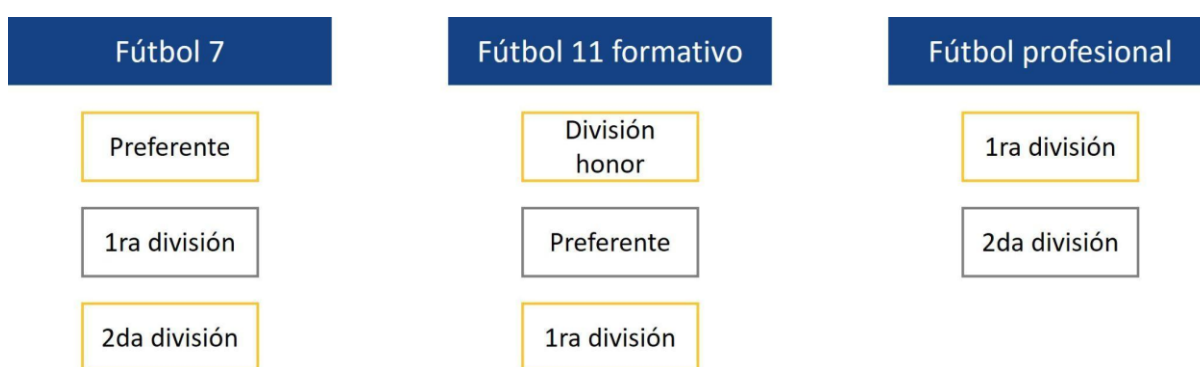 Fútbol 7
Preferente
1ra división
2da división
Fútbol 11 formativo
División
honor
Preferente
1ra división
Fútbol profesional
1ra división
2da división